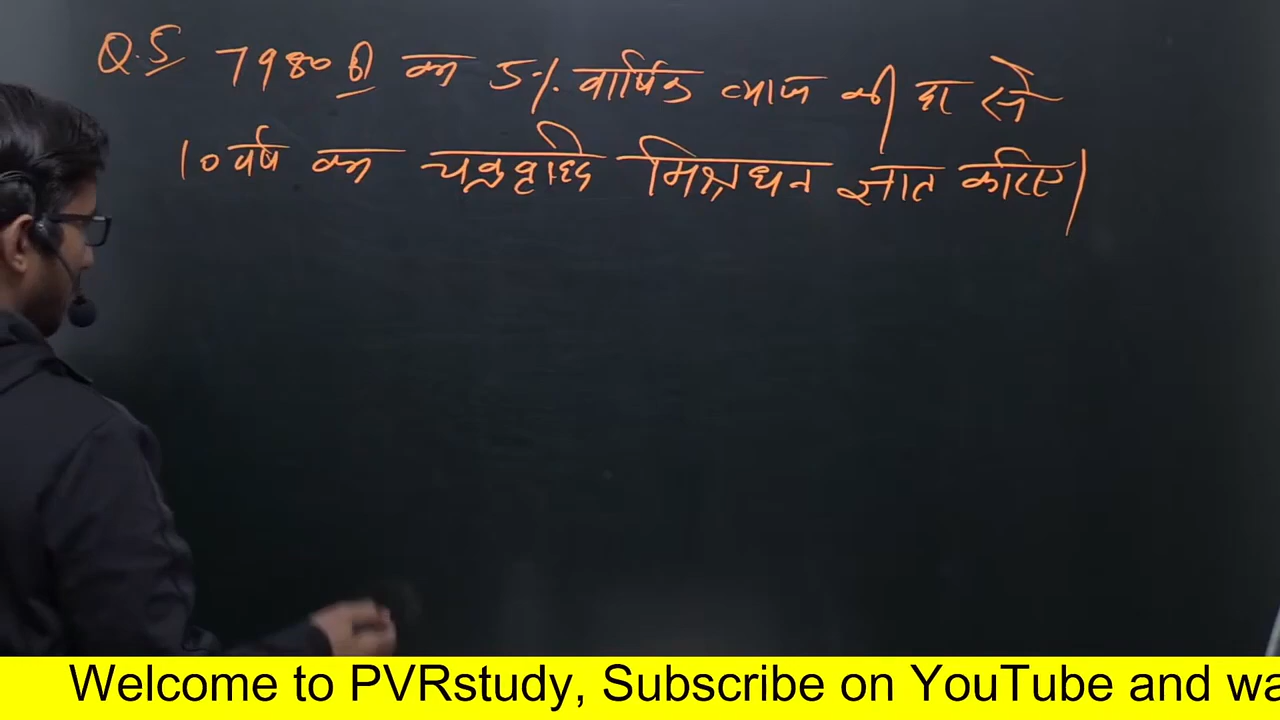 Q.5 7980 ₹ का 5% वार्षिक ब्याज की दर से
10 वर्ष का चक्रवृद्धि मिश्रधन ज्ञात करिए।
Welcome to PVRstudy, Subscribe on YouTube and wa